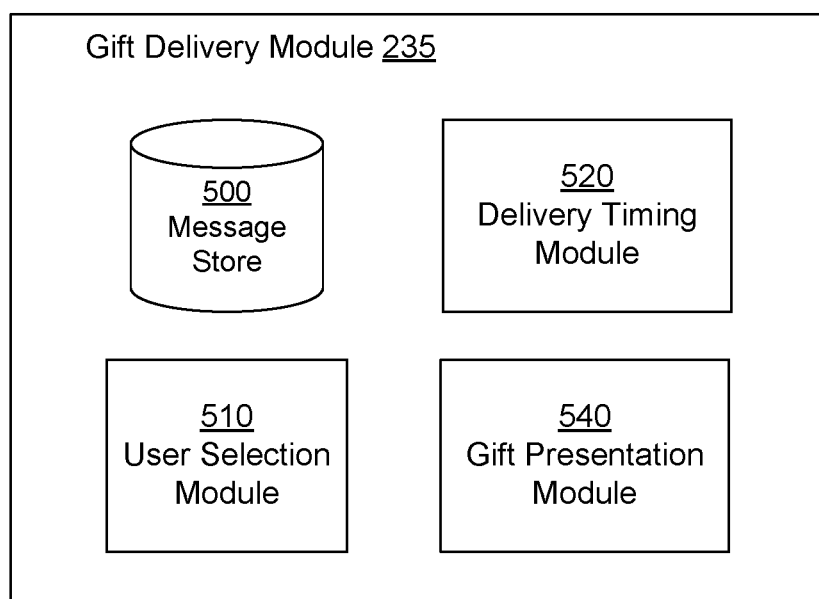 Gift Delivery Module 235
500
Message
Store
520
Delivery Timing
Module
510
User Selection
Module
540
Gift Presentation
Module